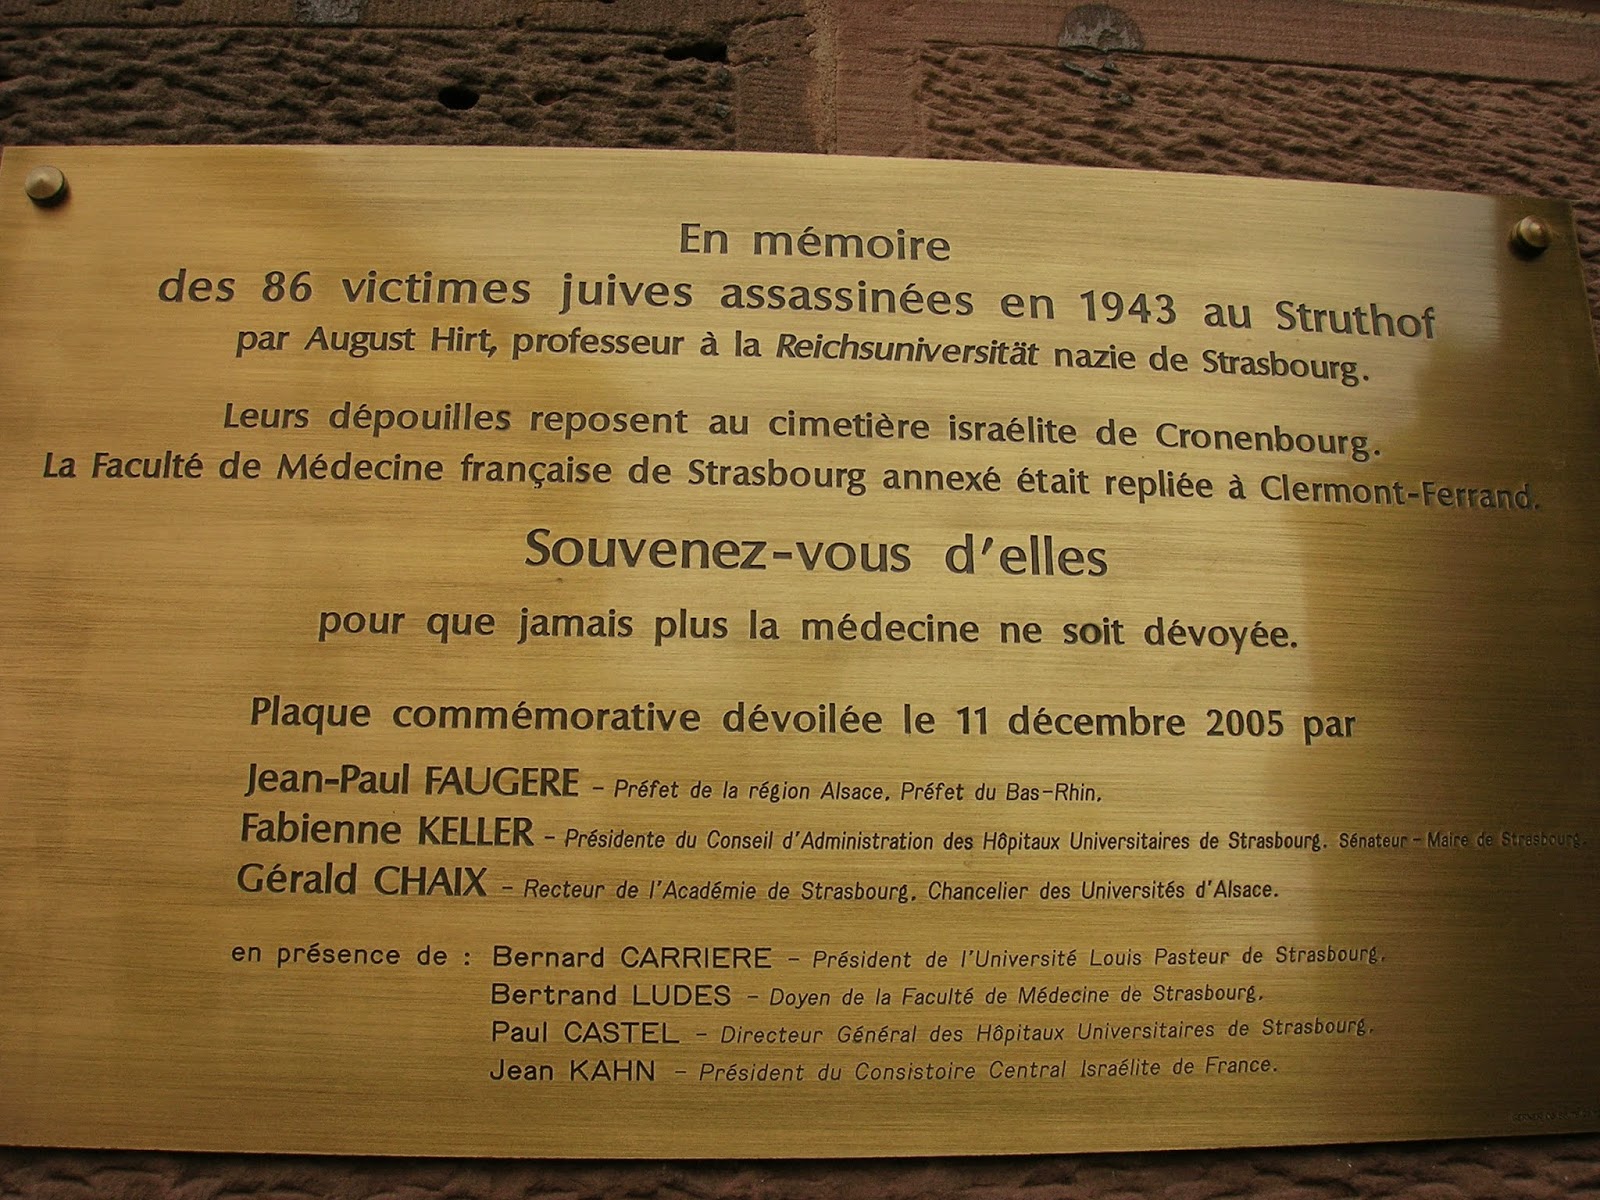 En mémoire
des 86 victimes juives assassinées en 1943 au Struthof
par August Hirt, professeur à la Reichsuniversität nazie de Strasbourg.
Leurs dépouilles reposent au cimetière israélite de Cronenbourg.
La Faculté de Médecine française de Strasbourg annexé était repliée à Clermont-Ferrand.
Souvenez-vous d'elles
pour que jamais plus la médecine ne soit dévoyée.
Plaque commémorative dévoilée le 11 décembre 2005 par
Jean-Paul FAUGERE - Préfet de la région Alsace, Préfet du Bas-Rhin,
Fabienne KELLER - Présidente du Conseil d'Administration des Hôpitaux Universitaires de Strasbourg, Sénateur - Maire de Strasbourg,
Gérald CHAIX - Recteur de l'Académie de Strasbourg, Chancelier des Universités d'Alsace.
en présence de : Bernard CARRIERE - Président de l'Université Louis Pasteur de Strasbourg,
Bertrand LUDES - Doyen de la Faculté de Médecine de Strasbourg,
Paul CASTEL - Directeur Général des Hôpitaux Universitaires de Strasbourg,
Jean KAHN - Président du Consistoire Central Israélite de France.